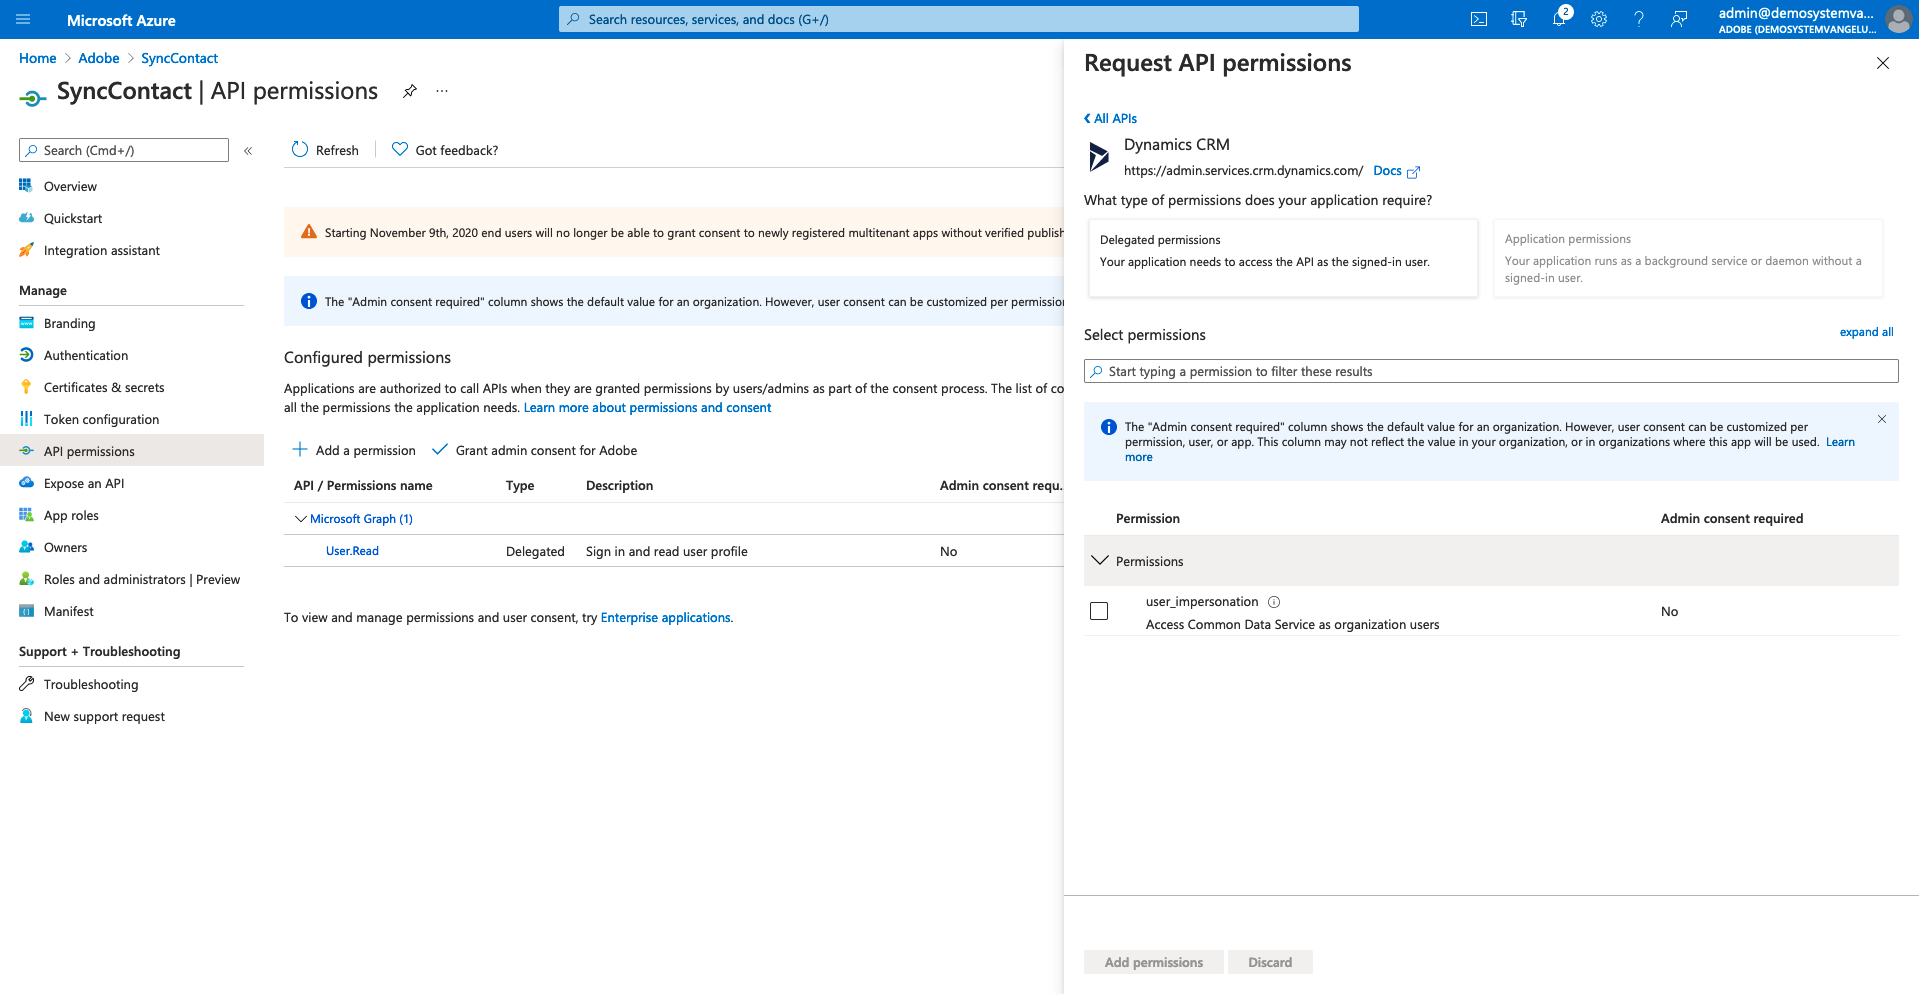 Microsoft Azure
Search resources, services, and docs (G+/)
2
admin@demosystemva...
ADOBE (DEMOSYSTEMVANGELU...
Home > Adobe > SyncContact
SyncContact | API permissions
Search (Cmd+/)
Overview
Quickstart
Integration assistant
Manage
Branding
Authentication
Certificates & secrets
Token configuration
API permissions
Expose an API
App roles
Owners
Roles and administrators | Preview
Manifest
Support + Troubleshooting
Troubleshooting
New support request
Refresh
Got feedback?
Starting November 9th, 2020 end users will no longer be able to grant consent to newly registered multitenant apps without verified publish
The "Admin consent required" column shows the default value for an organization. However, user consent can be customized per permission
Configured permissions
Applications are authorized to call APIs when they are granted permissions by users/admins as part of the consent process. The list of co
all the permissions the application needs. Learn more about permissions and consent
Add a permission
Grant admin consent for Adobe
API / Permissions name Type Description Admin consent requ...
Microsoft Graph (1)
User.Read Delegated Sign in and read user profile No
To view and manage permissions and user consent, try Enterprise applications.
Request API permissions
All APIs
Dynamics CRM
https://admin.services.crm.dynamics.com/ Docs
What type of permissions does your application require?
Delegated permissions
Your application needs to access the API as the signed-in user.
Application permissions
Your application runs as a background service or daemon without a
signed-in user.
Select permissions
expand all
Start typing a permission to filter these results
The "Admin consent required" column shows the default value for an organization. However, user consent can be customized per
permission, user, or app. This column may not reflect the value in your organization, or in organizations where this app will be used. Learn
more
Permission Admin consent required
Permissions
user_impersonation
Access Common Data Service as organization users
No
Add permissions
Discard